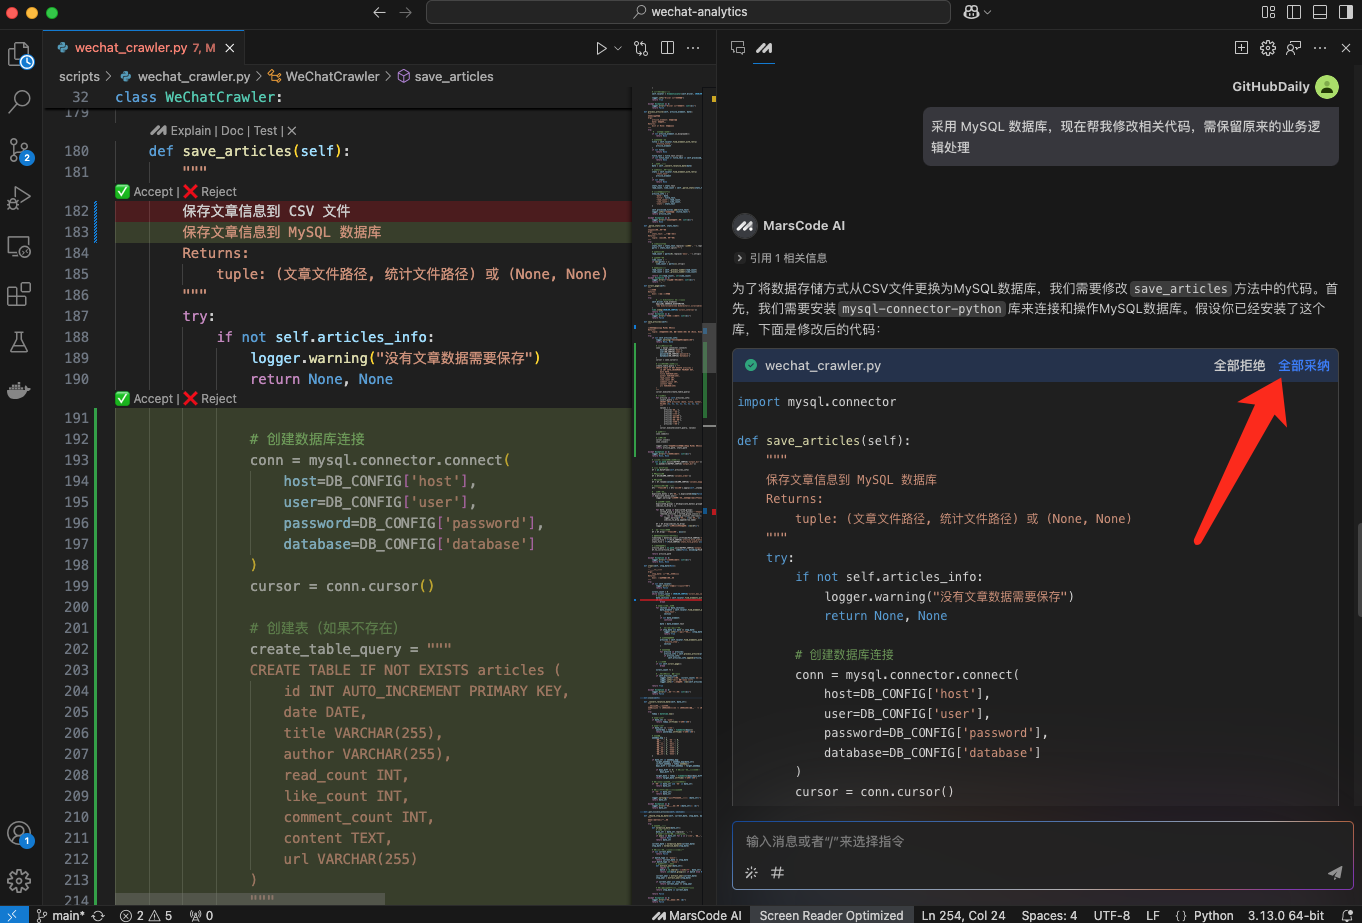 wechat-analytics
wechat_crawler.py 7, M
scripts > wechat_crawler.py > WeChatCrawler > save_articles
32 class WeChatCrawler:
179
Explain | Doc | Test | ✕
180 def save_articles(self):
181 """
✅ Accept | ❌ Reject
182 保存文章信息到 CSV 文件
183 保存文章信息到 MySQL 数据库
184 Returns:
185 tuple: (文章文件路径, 统计文件路径) 或 (None, None)
186 """
187 try:
188 if not self.articles_info:
189 logger.warning("没有文章数据需要保存")
190 return None, None
✅ Accept | ❌ Reject
191
192 # 创建数据库连接
193 conn = mysql.connector.connect(
194 host=DB_CONFIG['host'],
195 user=DB_CONFIG['user'],
196 password=DB_CONFIG['password'],
197 database=DB_CONFIG['database']
198 )
199 cursor = conn.cursor()
200
201 # 创建表（如果不存在）
202 create_table_query = """
203 CREATE TABLE IF NOT EXISTS articles (
204 id INT AUTO_INCREMENT PRIMARY KEY,
205 date DATE,
206 title VARCHAR(255),
207 author VARCHAR(255),
208 read_count INT,
209 like_count INT,
210 comment_count INT,
211 content TEXT,
212 url VARCHAR(255)
213 )
214 """
2
1
GitHubDaily
采用 MySQL 数据库，现在帮我修改相关代码，需保留原来的业务逻
辑处理
MarsCode AI
> 引用 1 相关信息
为了将数据存储方式从CSV文件更换为MySQL数据库，我们需要修改 save_articles 方法中的代码。首
先，我们需要安装 mysql-connector-python 库来连接和操作MySQL数据库。假设你已经安装了这个
库，下面是修改后的代码：
wechat_crawler.py 全部拒绝 全部采纳
import mysql.connector
def save_articles(self):
"""
保存文章信息到 MySQL 数据库
Returns:
tuple: (文章文件路径, 统计文件路径) 或 (None, None)
"""
try:
if not self.articles_info:
logger.warning("没有文章数据需要保存")
return None, None
# 创建数据库连接
conn = mysql.connector.connect(
host=DB_CONFIG['host'],
user=DB_CONFIG['user'],
password=DB_CONFIG['password'],
database=DB_CONFIG['database']
)
cursor = conn.cursor()
输入消息或者“/”来选择指令
#
main* 2 5 0 MarsCode AI Screen Reader Optimized Ln 254, Col 24 Spaces: 4 UTF-8 LF {} Python 3.13.0 64-bit